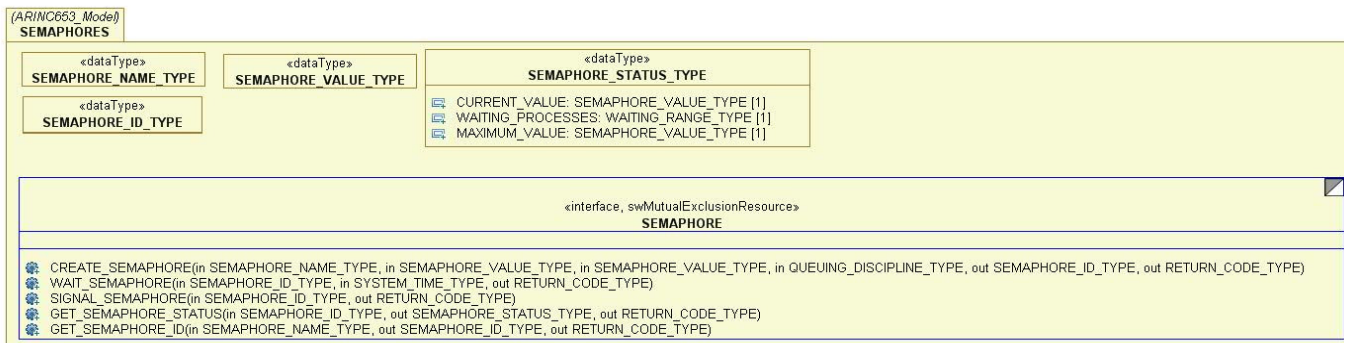 (ARINC653_Model)
SEMAPHORES
«dataType»
SEMAPHORE_NAME_TYPE
«dataType»
SEMAPHORE_VALUE_TYPE
«dataType»
SEMAPHORE_STATUS_TYPE
CURRENT_VALUE: SEMAPHORE_VALUE_TYPE [1]
WAITING_PROCESSES: WAITING_RANGE_TYPE [1]
MAXIMUM_VALUE: SEMAPHORE_VALUE_TYPE [1]
«dataType»
SEMAPHORE_ID_TYPE
«interface, swMutualExclusionResource»
SEMAPHORE
CREATE_SEMAPHORE(in SEMAPHORE_NAME_TYPE, in SEMAPHORE_VALUE_TYPE, in SEMAPHORE_VALUE_TYPE, in QUEUING_DISCIPLINE_TYPE, out SEMAPHORE_ID_TYPE, out RETURN_CODE_TYPE)
WAIT_SEMAPHORE(in SEMAPHORE_ID_TYPE, in SYSTEM_TIME_TYPE, out RETURN_CODE_TYPE)
SIGNAL_SEMAPHORE(in SEMAPHORE_ID_TYPE, out RETURN_CODE_TYPE)
GET_SEMAPHORE_STATUS(in SEMAPHORE_ID_TYPE, out SEMAPHORE_STATUS_TYPE, out RETURN_CODE_TYPE)
GET_SEMAPHORE_ID(in SEMAPHORE_NAME_TYPE, out SEMAPHORE_ID_TYPE, out RETURN_CODE_TYPE)